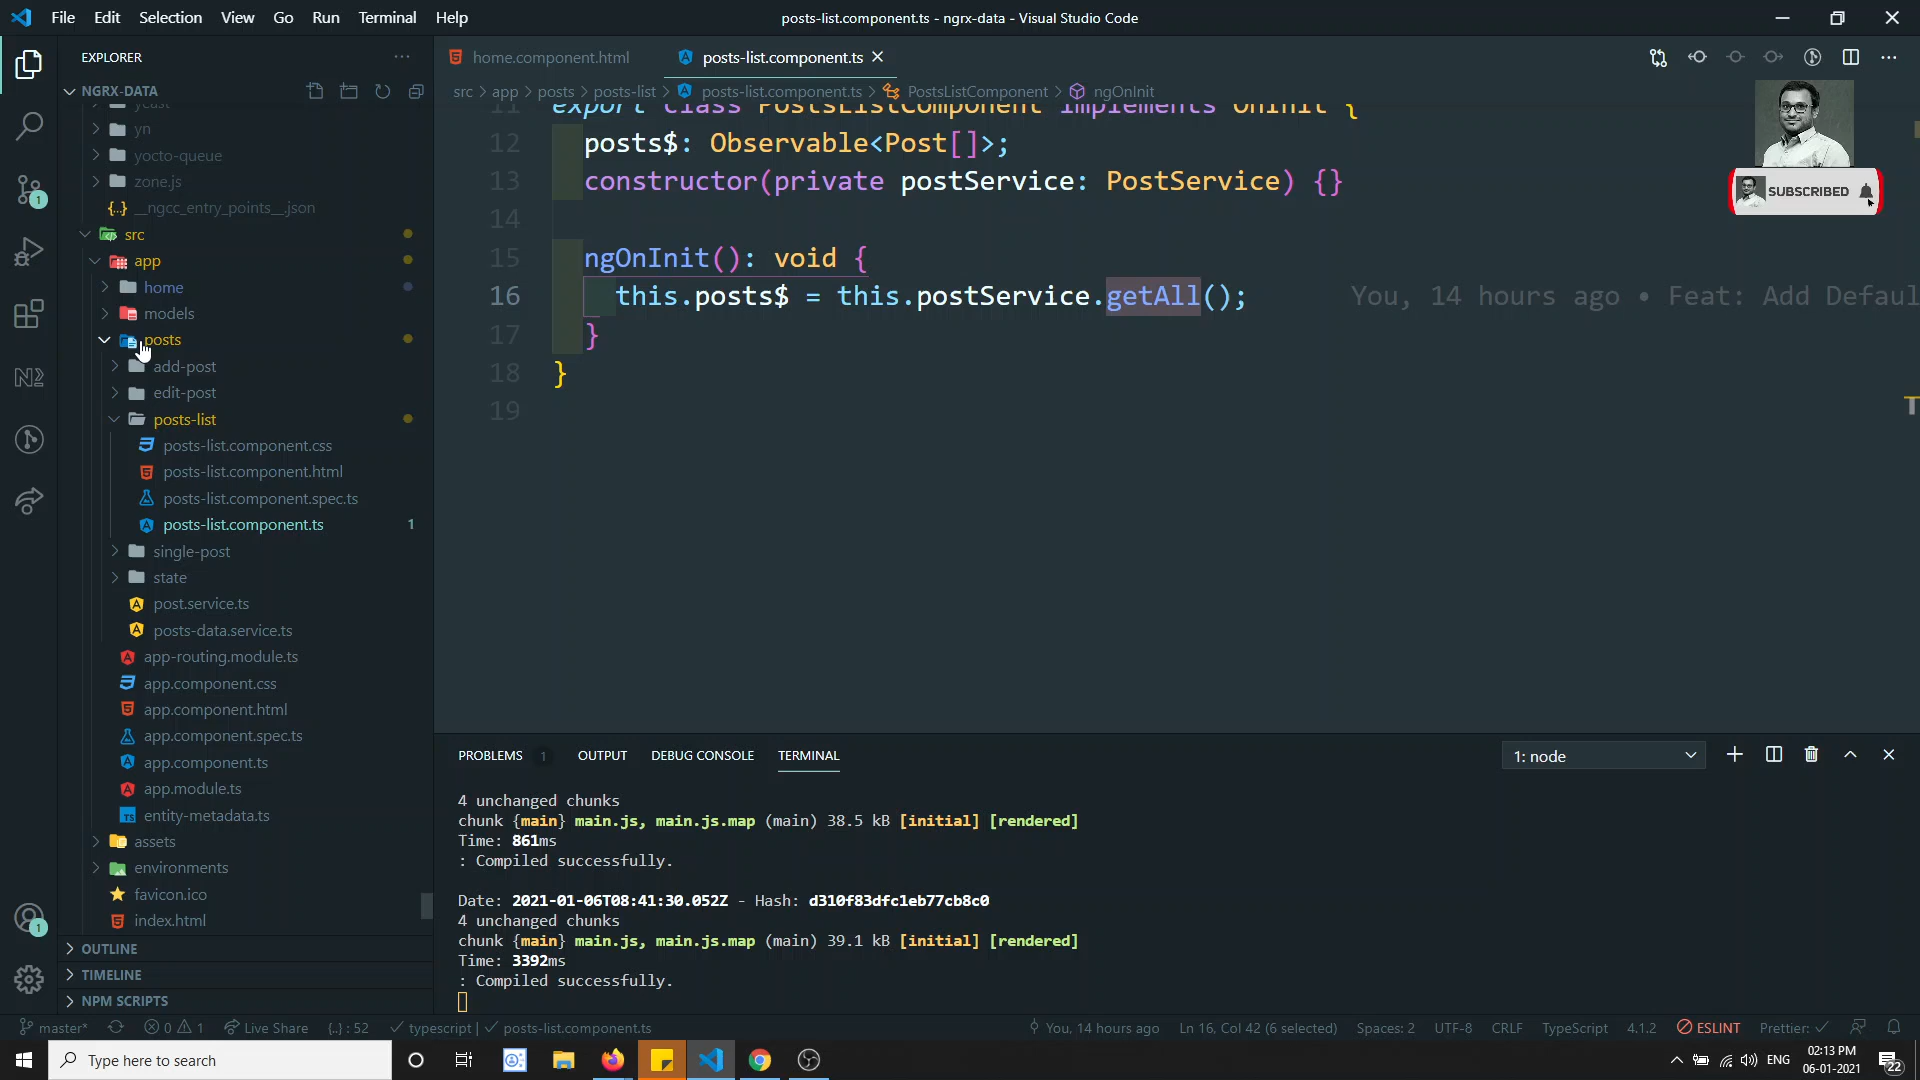 File Edit Selection View Go Run Terminal Help
posts-list.component.ts - ngrx-data - Visual Studio Code
EXPLORER
NGRX-DATA
yeast
yn
yocto-queue
zone.js
__ngcc_entry_points__.json
src
app
home
models
posts
add-post
edit-post
posts-list
posts-list.component.css
posts-list.component.html
posts-list.component.spec.ts
posts-list.component.ts 1
single-post
state
post.service.ts
posts-data.service.ts
app-routing.module.ts
app.component.css
app.component.html
app.component.spec.ts
app.component.ts
app.module.ts
entity-metadata.ts
assets
environments
favicon.ico
index.html
OUTLINE
TIMELINE
NPM SCRIPTS
home.component.html posts-list.component.ts
src > app > posts > posts-list > posts-list.component.ts > PostsListComponent > ngOnInit
11 export class PostsListComponent implements OnInit {
12 posts$: Observable<Post[]>;
13 constructor(private postService: PostService) {}
14
15 ngOnInit(): void {
16 this.posts$ = this.postService.getAll(); You, 14 hours ago • Feat: Add Defaul
17 }
18 }
19
SUBSCRIBED
PROBLEMS 1 OUTPUT DEBUG CONSOLE TERMINAL 1: node
4 unchanged chunks
chunk {main} main.js, main.js.map (main) 38.5 kB [initial] [rendered]
Time: 861ms
: Compiled successfully.
Date: 2021-01-06T08:41:30.052Z - Hash: d310f83dfc1eb77cb8c0
4 unchanged chunks
chunk {main} main.js, main.js.map (main) 39.1 kB [initial] [rendered]
Time: 3392ms
: Compiled successfully.
master* 0 1 Live Share {..} : 52 typescript | posts-list.component.ts You, 14 hours ago Ln 16, Col 42 (6 selected) Spaces: 2 UTF-8 CRLF TypeScript 4.1.2 ESLINT Prettier: ✓
Type here to search
ENG
02:13 PM
06-01-2021
22